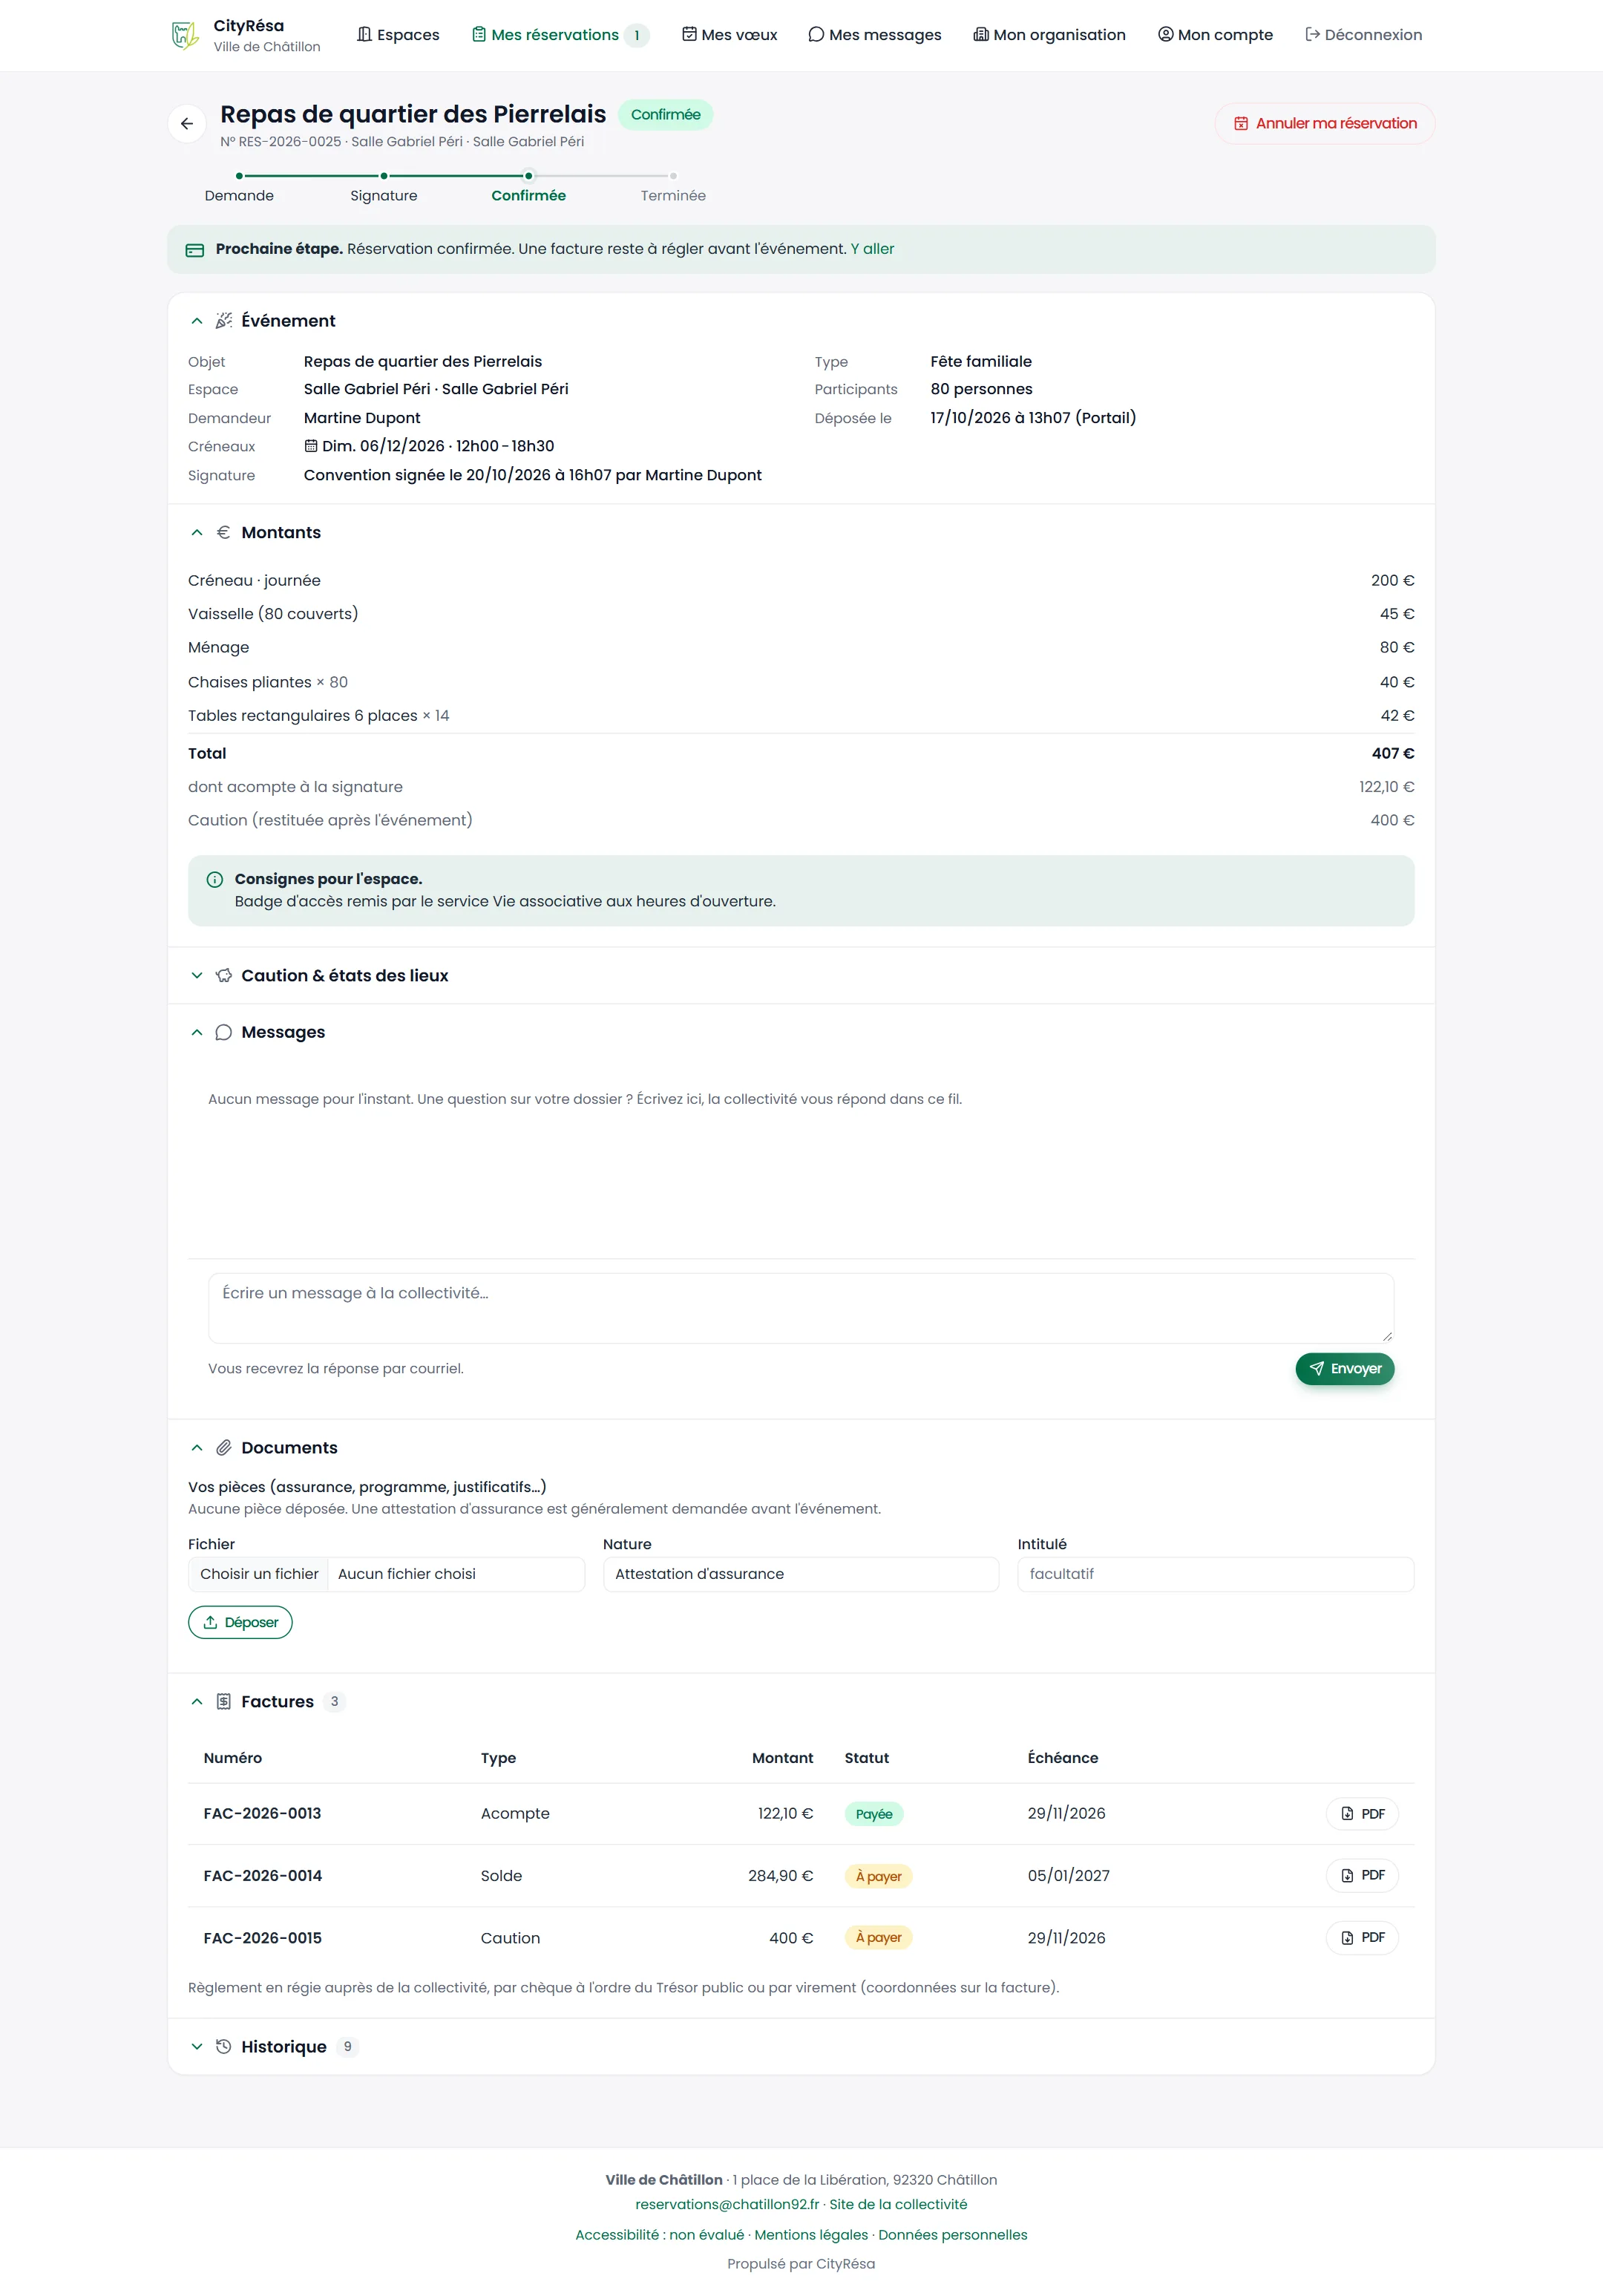 CityRésa
Ville de Châtillon
Espaces
Mes réservations 1
Mes vœux
Mes messages
Mon organisation
Mon compte
Déconnexion
Repas de quartier des Pierrelais Confirmée
N° RES-2026-0025 · Salle Gabriel Péri · Salle Gabriel Péri
Annuler ma réservation
Demande Signature Confirmée Terminée
Prochaine étape. Réservation confirmée. Une facture reste à régler avant l'événement. Y aller
Événement
Objet Repas de quartier des Pierrelais
Type Fête familiale
Espace Salle Gabriel Péri · Salle Gabriel Péri
Participants 80 personnes
Demandeur Martine Dupont
Déposée le 17/10/2026 à 13h07 (Portail)
Créneaux Dim. 06/12/2026 · 12h00 – 18h30
Signature Convention signée le 20/10/2026 à 16h07 par Martine Dupont
€ Montants
Créneau · journée 200 €
Vaisselle (80 couverts) 45 €
Ménage 80 €
Chaises pliantes × 80 40 €
Tables rectangulaires 6 places × 14 42 €
Total 407 €
dont acompte à la signature 122,10 €
Caution (restituée après l'événement) 400 €
Consignes pour l'espace.
Badge d'accès remis par le service Vie associative aux heures d'ouverture.
Caution & états des lieux
Messages
Aucun message pour l'instant. Une question sur votre dossier ? Écrivez ici, la collectivité vous répond dans ce fil.
Écrire un message à la collectivité…
Vous recevrez la réponse par courriel.
Envoyer
Documents
Vos pièces (assurance, programme, justificatifs…)
Aucune pièce déposée. Une attestation d'assurance est généralement demandée avant l'événement.
Fichier Nature Intitulé
Choisir un fichier Aucun fichier choisi Attestation d'assurance facultatif
Déposer
Factures 3
Numéro Type Montant Statut Échéance
FAC-2026-0013 Acompte 122,10 € Payée 29/11/2026 PDF
FAC-2026-0014 Solde 284,90 € À payer 05/01/2027 PDF
FAC-2026-0015 Caution 400 € À payer 29/11/2026 PDF
Règlement en régie auprès de la collectivité, par chèque à l'ordre du Trésor public ou par virement (coordonnées sur la facture).
Historique 9
Ville de Châtillon · 1 place de la Libération, 92320 Châtillon
reservations@chatillon92.fr · Site de la collectivité
Accessibilité : non évalué · Mentions légales · Données personnelles
Propulsé par CityRésa